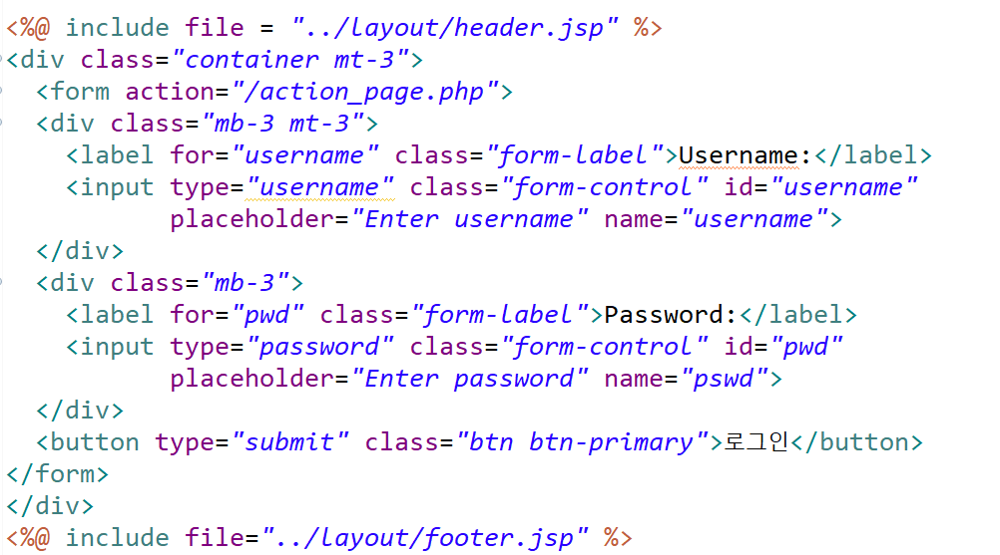 <%@ include file = "../layout/header.jsp" %>
<div class="container mt-3">
  <form action="/action_page.php">
  <div class="mb-3 mt-3">
    <label for="username" class="form-label">Username:</label>
    <input type="username" class="form-control" id="username"
           placeholder="Enter username" name="username">
  </div>
  <div class="mb-3">
    <label for="pwd" class="form-label">Password:</label>
    <input type="password" class="form-control" id="pwd"
           placeholder="Enter password" name="pswd">
  </div>
  <button type="submit" class="btn btn-primary">로그인</button>
</form>
</div>
<%@ include file="../layout/footer.jsp" %>